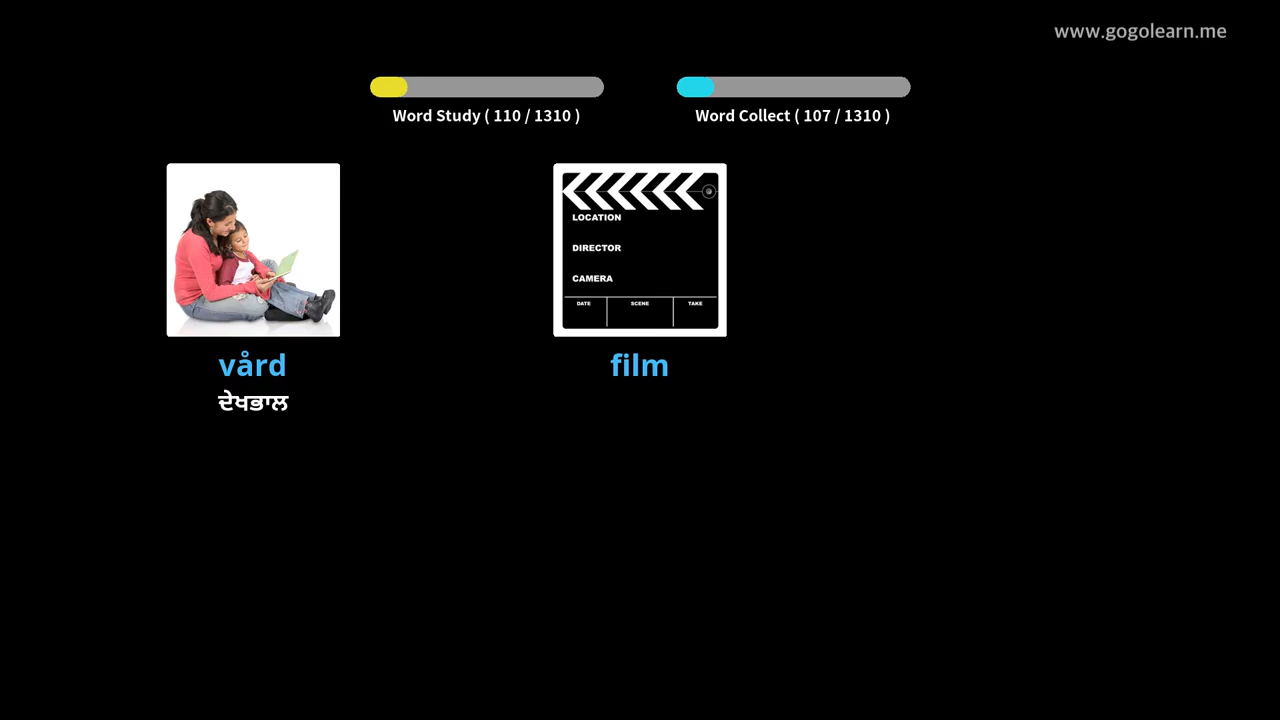 www.gogolearn.me
Word Study ( 110 / 1310 )
Word Collect ( 107 / 1310 )
LOCATION
DIRECTOR
CAMERA
DATE SCENE TAKE
vård
film
ਦੇਖਭਾਲ